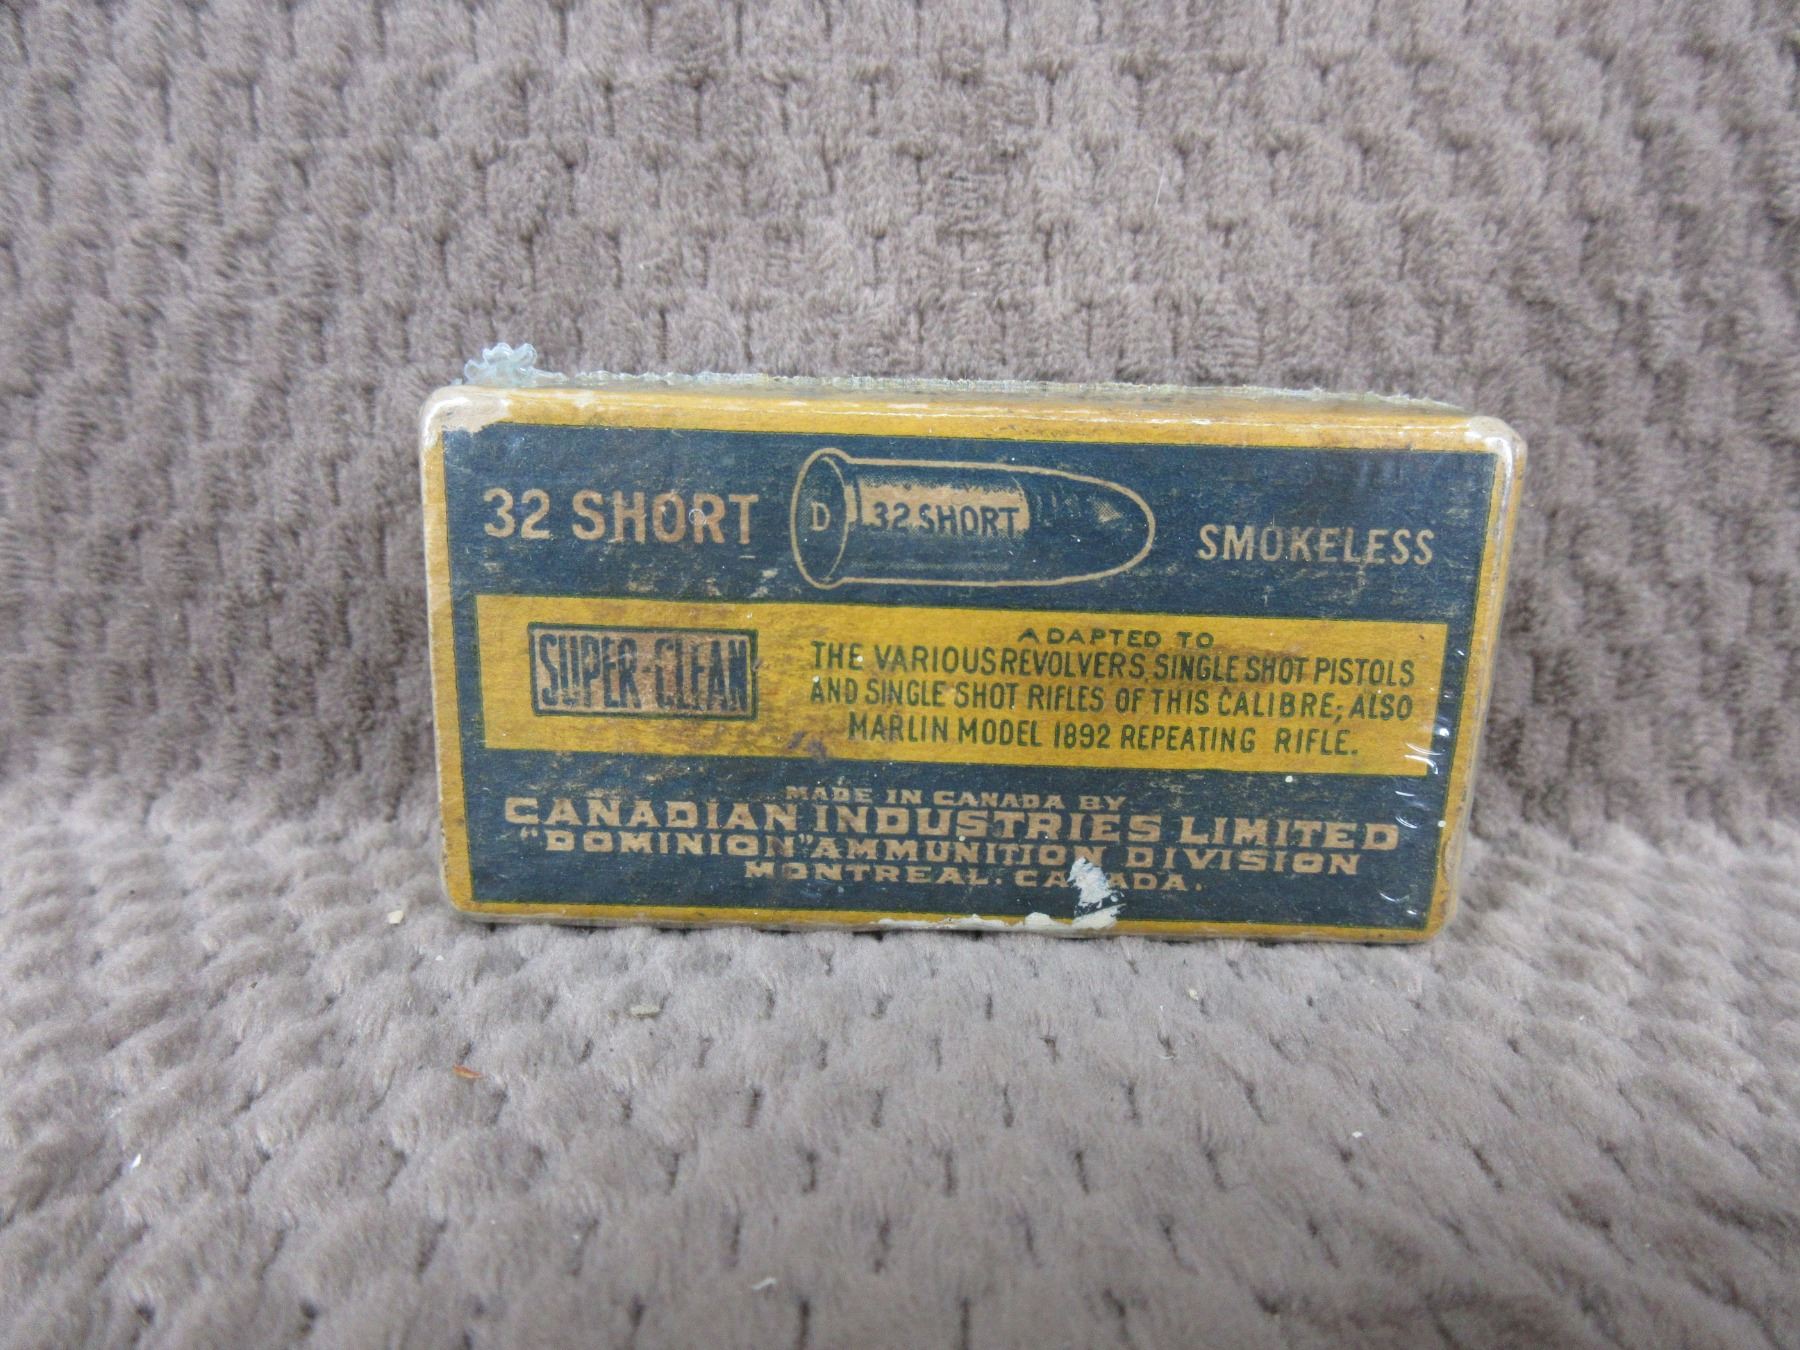 32 SHORT
D
32 SHORT
SMOKELESS
SUPER-CLEAN
ADAPTED TO
THE VARIOUS REVOLVERS, SINGLE SHOT PISTOLS
AND SINGLE SHOT RIFLES OF THIS CALIBRE; ALSO
MARLIN MODEL 1892 REPEATING RIFLE.
MADE IN CANADA BY
CANADIAN INDUSTRIES LIMITED
"DOMINION" AMMUNITION DIVISION
MONTREAL. CANADA.